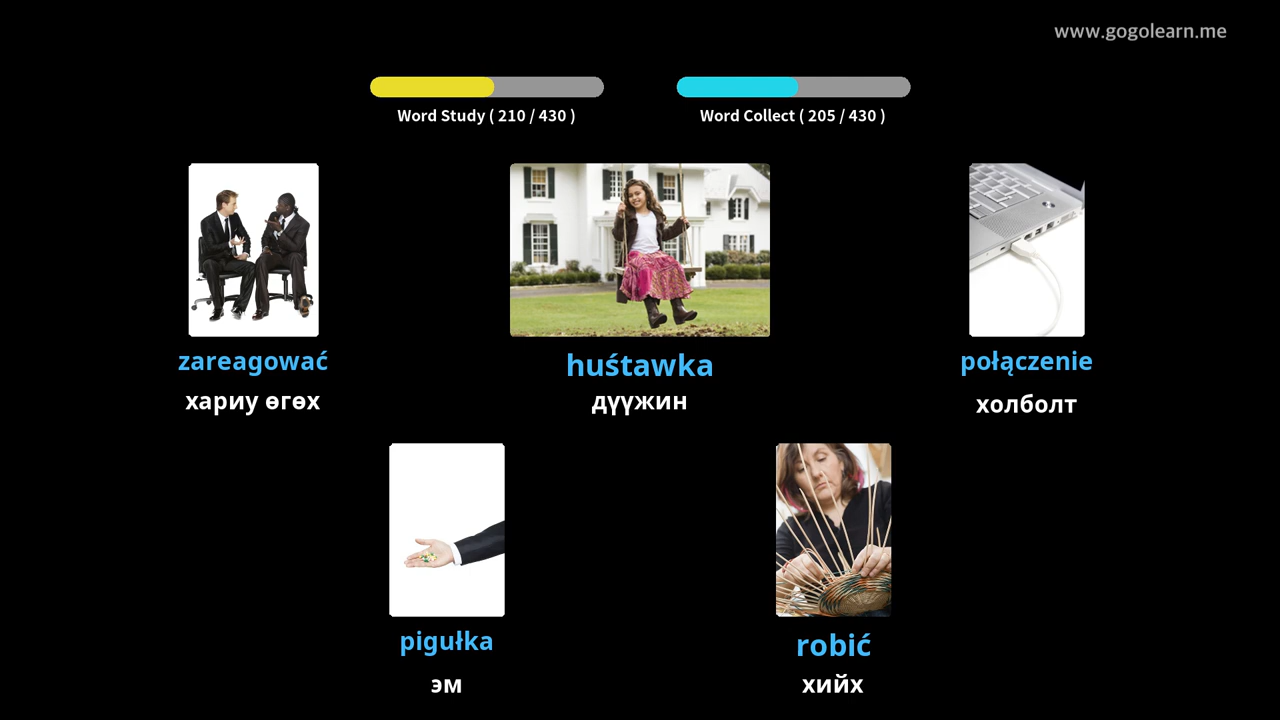 www.gogolearn.me
Word Study ( 210 / 430 )
Word Collect ( 205 / 430 )
zareagować
хариу өгөх
huśtawka
дүүжин
połączenie
холболт
pigułka
эм
robić
хийх